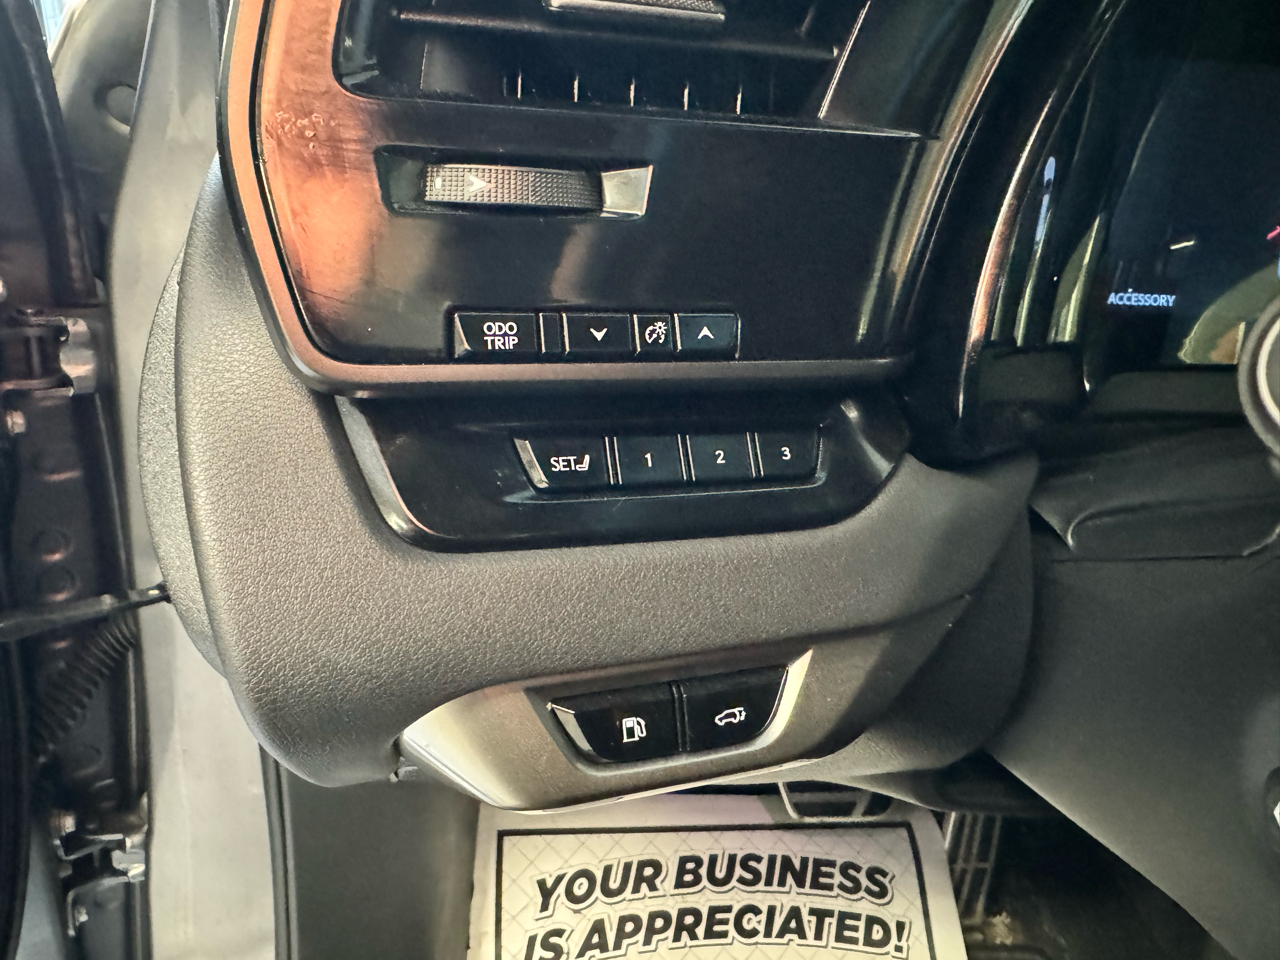 ACCESSORY
ODO
TRIP
SET
1
2
3
YOUR BUSINESS
IS APPRECIATED!